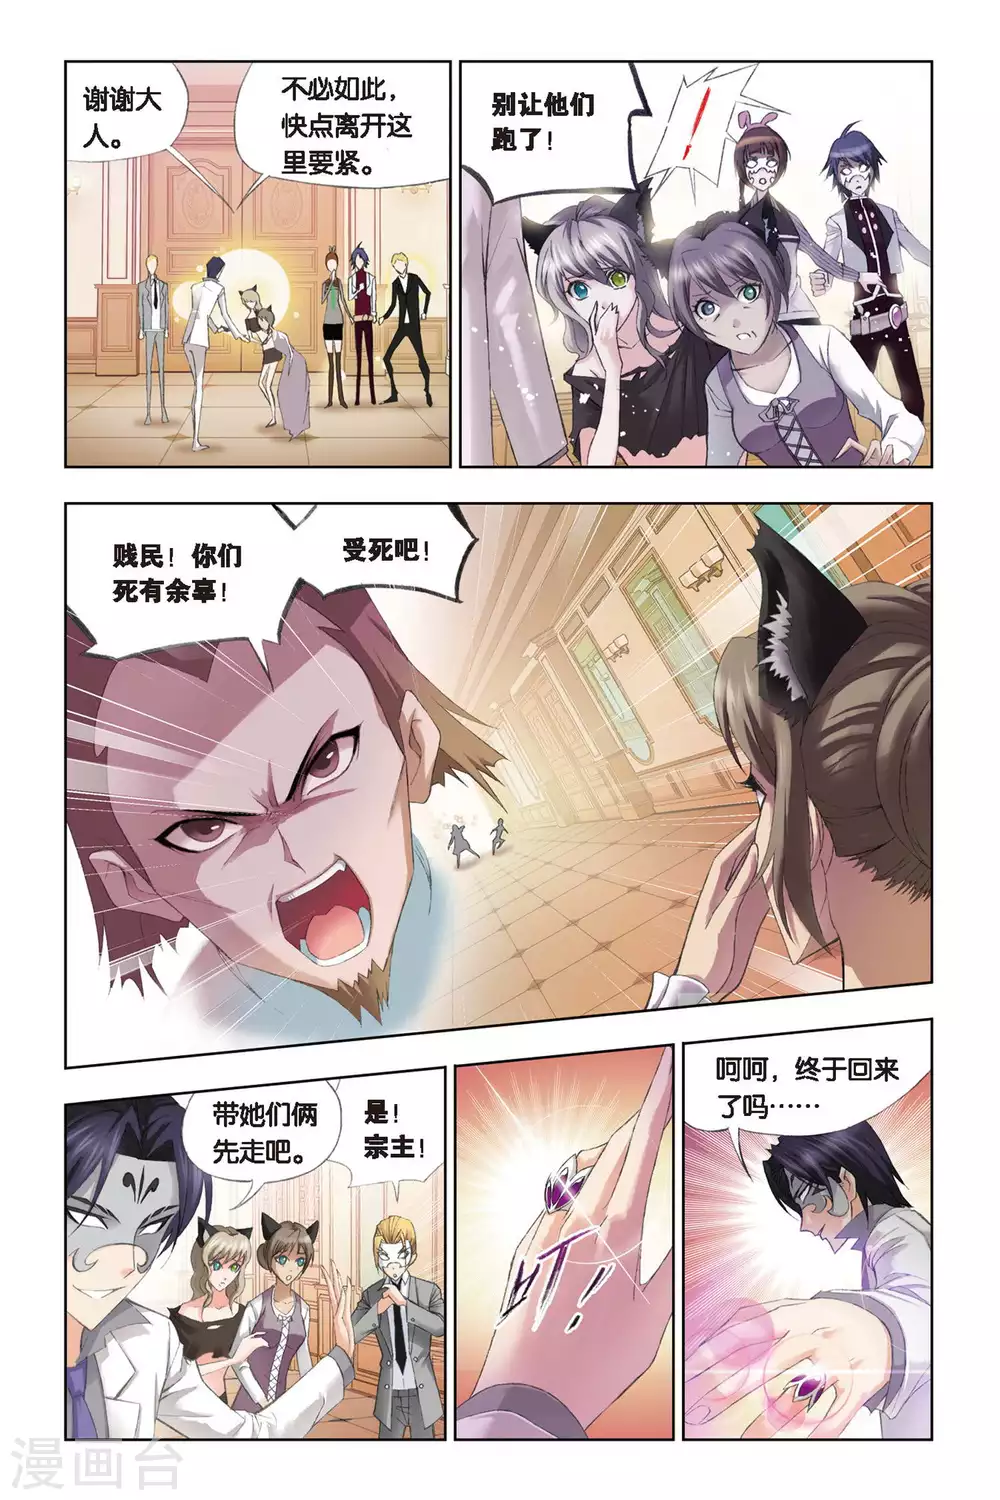 谢谢大
人。
不必如此，
快点离开这
里要紧。
别让他们
跑了！
！
贱民！你们
死有余辜！
受死吧！
带她们俩
先走吧。
是！
宗主！
叮！
呵呵，终于回来
了吗……
漫画台